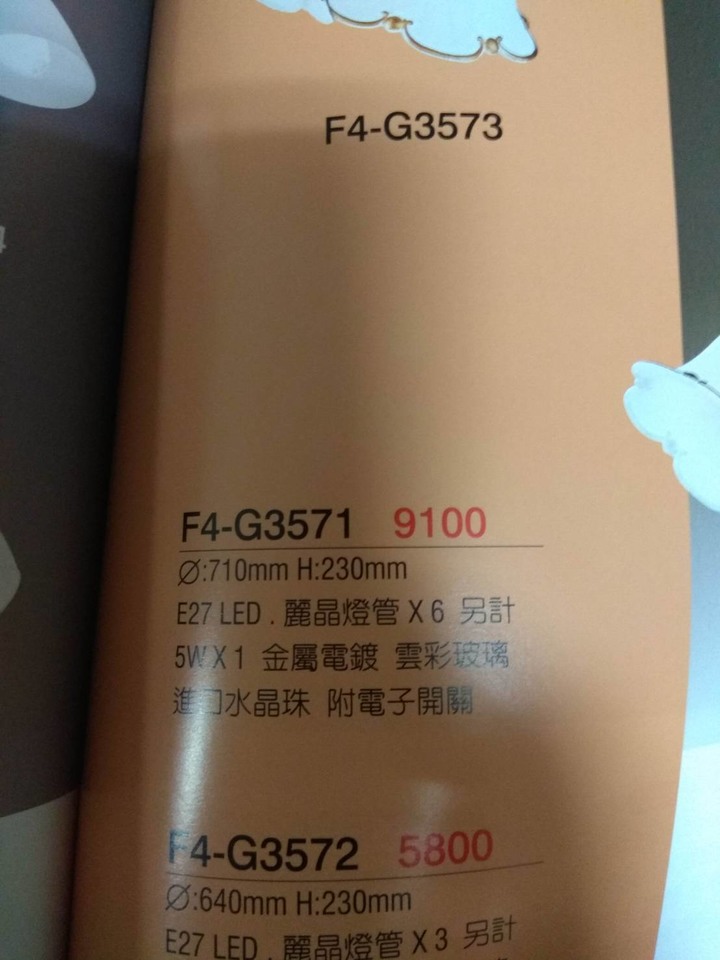 F4-G3573
F4-G3571 9100
Ø:710mm H:230mm
E27 LED . 麗晶燈管 X 6 另計
5W X 1 金屬電鍍 雲彩玻璃
進口水晶珠 附電子開關
F4-G3572 5800
Ø:640mm H:230mm
E27 LED . 麗晶燈管 X 3 另計